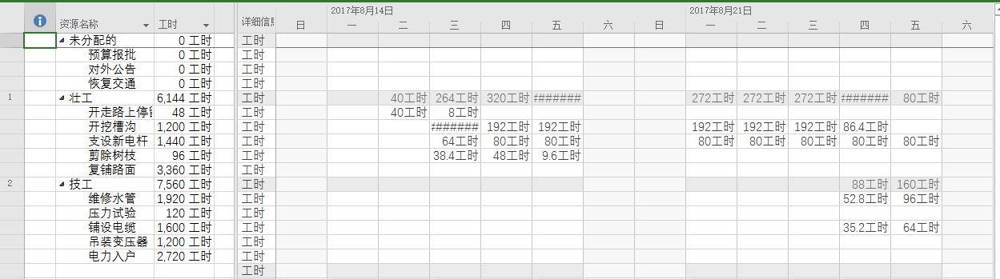 2017年8月14日 2017年8月21日
资源名称 工时 详细信息 日 一 二 三 四 五 六 日 一 二 三 四 五 六
未分配的 0 工时 工时
预算报批 0 工时 工时
对外公告 0 工时 工时
恢复交通 0 工时 工时
1 壮工 6,144 工时 工时 40工时 264工时 320工时 ####### 272工时 272工时 272工时 ####### 80工时
开走路上停留 48 工时 工时 40工时 8工时
开挖槽沟 1,200 工时 工时 ####### 192工时 192工时 192工时 192工时 192工时 86.4工时
支设新电杆 1,440 工时 工时 64工时 80工时 80工时 80工时 80工时 80工时 80工时 80工时
剪除树枝 96 工时 工时 38.4工时 48工时 9.6工时
复铺路面 3,360 工时 工时
2 技工 7,560 工时 工时 88工时 160工时
维修水管 1,920 工时 工时 52.8工时 96工时
压力试验 120 工时 工时
铺设电缆 1,600 工时 工时 35.2工时 64工时
吊装变压器 1,200 工时 工时
电力入户 2,720 工时 工时
工时